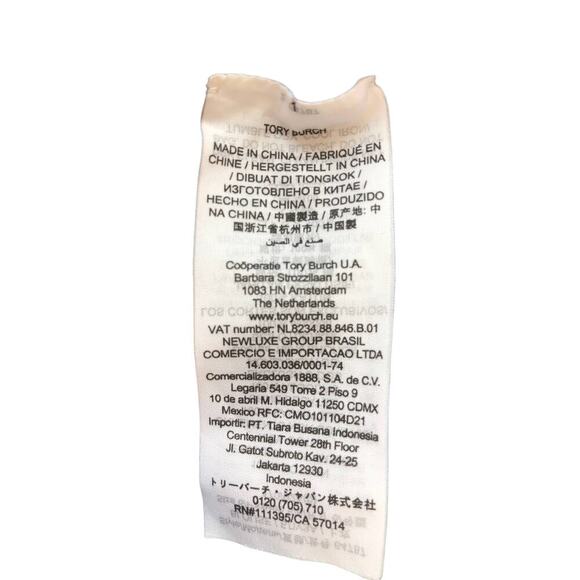 TORY BURCH
MADE IN CHINA / FABRIQUÉ EN
CHINE / HERGESTELLT IN CHINA
/ DIBUAT DI TIONGKOK /
ИЗГОТОВЛЕНО В КИТАЕ /
HECHO EN CHINA / PRODUZIDO
NA CHINA / 中國製造 / 原产地: 中
国浙江省杭州市 / 中国製
صنع في الصين
Coöperatie Tory Burch U.A.
Barbara Strozzilaan 101
1083 HN Amsterdam
The Netherlands
www.toryburch.eu
VAT number: NL8234.88.846.B.01
NEWLUXE GROUP BRASIL
COMERCIO E IMPORTACAO LTDA
14.603.036/0001-74
Comercializadora 1888, S.A. de C.V.
Legaria 549 Torre 2 Piso 9
10 de abril M. Hidalgo 11250 CDMX
Mexico RFC: CMO101104D21
Importir: PT. Tiara Busana Indonesia
Centennial Tower 28th Floor
Jl. Gatot Subroto Kav. 24-25
Jakarta 12930
Indonesia
トリーバーチ・ジャパン株式会社
0120 (705) 710
RN#111395/CA 57014